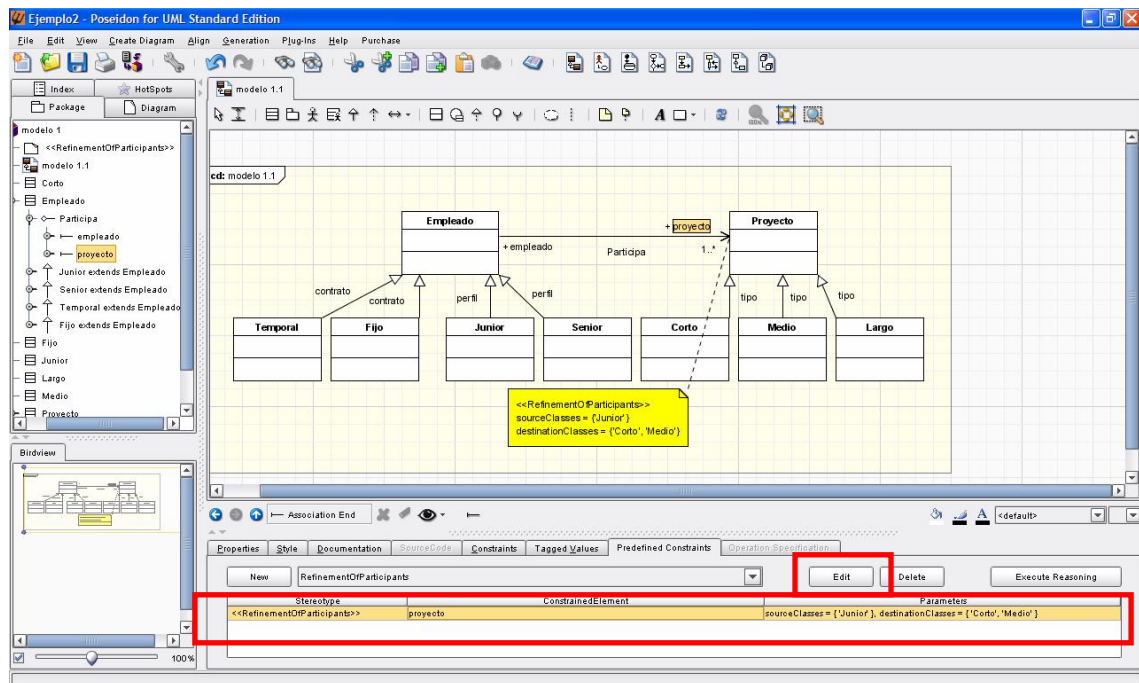 Ejemplo2 - Poseidon for UML Standard Edition
File Edit View Create Diagram Align Generation Plug-Ins Help Purchase
Index HotSpots
Package Diagram
modelo 1
<<RefinementOfParticipants>>
modelo 1.1
Corto
Empleado
Participa
empleado
proyecto
Junior extends Empleado
Senior extends Empleado
Temporal extends Empleado
Fijo extends Empleado
Fijo
Junior
Largo
Medio
Proyecto
Birdview
100%
modelo 1.1
cd: modelo 1.1
Empleado
Proyecto
+ proyecto
+ empleado
Participa
1..*
contrato
contrato
perfil
perfil
tipo
tipo
tipo
Temporal
Fijo
Junior
Senior
Corto
Medio
Largo
<<RefinementOfParticipants>>
sourceClasses = {'Junior'}
destinationClasses = {'Corto', 'Medio'}
Association End
A <default>
Properties Style Documentation SourceCode Constraints Tagged Values Predefined Constraints Operation Specification
New RefinementOfParticipants Edit Delete Execute Reasoning
Stereotype ConstrainedElement Parameters
<<RefinementOfParticipants>> proyecto sourceClasses = {'Junior' }, destinationClasses = {'Corto', 'Medio' }